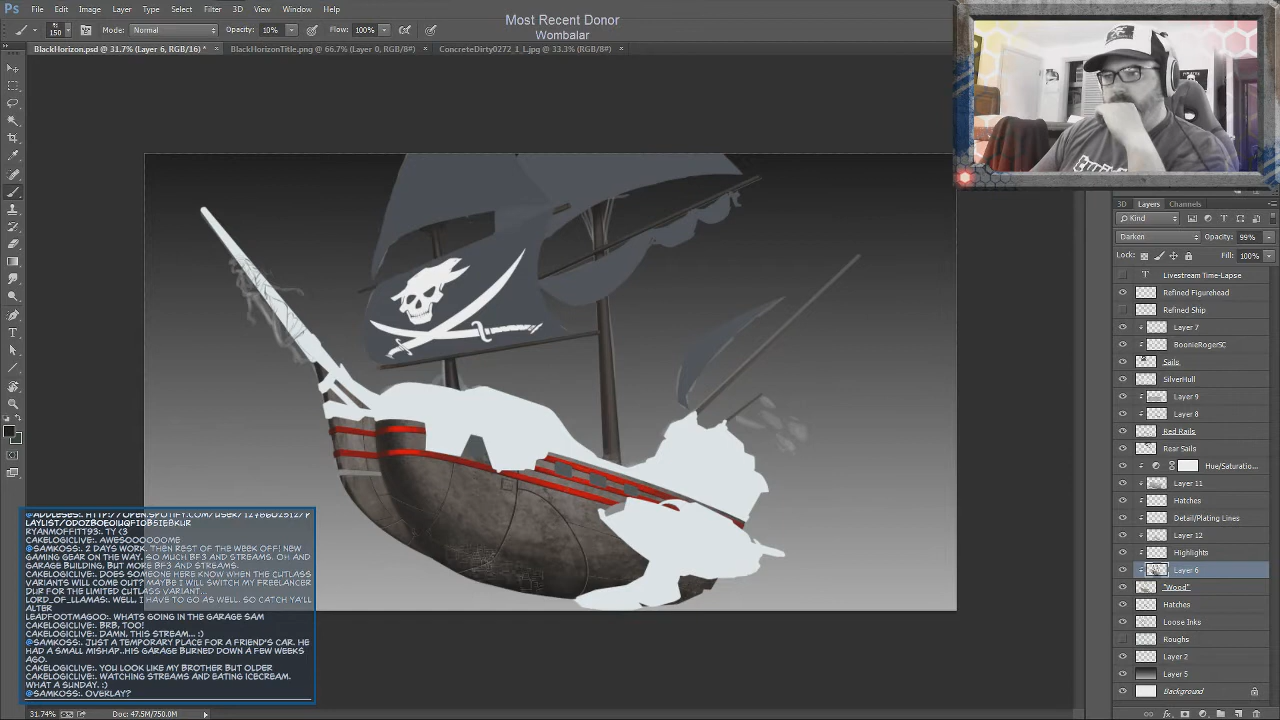 Ps File Edit Image Layer Type Select Filter 3D View Window Help
150 Mode: Normal Opacity: 10% Flow: 100%
Most Recent Donor
Wombalar
BlackHorizon.psd @ 31.7% (Layer 6, RGB/16) * × BlackHorizonTitle.png @ 66.7% (Layer 0, RGB/8#) × ConcreteDirty0272_1_L.jpg @ 33.3% (RGB/8#) ×
3D Layers Channels
Kind
Darken Opacity: 99%
Lock: Fill: 100%
T Livestream Time-Lapse
Refined Figurehead
Refined Ship
Layer 7
BoonieRogerSC
Sails
SilverHull
Layer 9
Layer 8
Red Rails
Rear Sails
Hue/Saturatio...
Layer 11
Hatches
Detail/Plating Lines
Layer 12
Highlights
Layer 6
"Wood"
Hatches
Loose Inks
Roughs
Layer 2
Layer 5
Background
RYANMOFFITT93:. TY <3
CAKELOGICLIVE:. AWESOOOOOOME
@SAMKOSS:. 2 DAYS WORK, THEN REST OF THE WEEK OFF! NEW
GAMING GEAR ON THE WAY. SO MUCH BF3 AND STREAMS. OH AND
GARAGE BUILDING, BUT MORE BF3 AND STREAMS.
CAKELOGICLIVE:. DOES SOMEONE HERE KNOW WHEN THE CUTLASS
VARIANTS WILL COME OUT? MAYBE I WILL SWITCH MY FREELANCER
DUR FOR THE LIMITED CUTLASS VARIANT...
LORD_OF_LLAMAS:. WELL, I HAVE TO GO AS WELL. SO CATCH YA'LL
ALTER
LEADFOOTMAGOO:. WHATS GOING IN THE GARAGE SAM
CAKELOGICLIVE:. BRB, TOO!
CAKELOGICLIVE:. DAMN, THIS STREAM... :)
@SAMKOSS:. JUST A TEMPORARY PLACE FOR A FRIEND'S CAR. HE
HAD A SMALL MISHAP..HIS GARAGE BURNED DOWN A FEW WEEKS
AGO.
CAKELOGICLIVE:. YOU LOOK LIKE MY BROTHER BUT OLDER
CAKELOGICLIVE:. WATCHING STREAMS AND EATING ICECREAM.
WHAT A SUNDAY. :)
@SAMKOSS:. OVERLAY?
31.74% Doc: 47.5M/750.0M